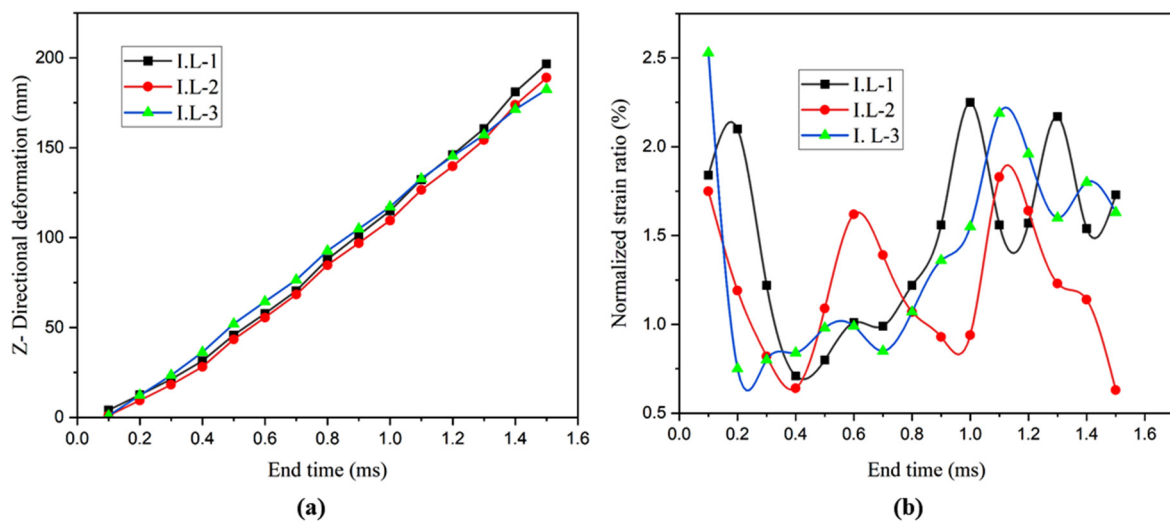 Z- Directional deformation (mm)
200
150
100
50
0
I.L-1
I.L-2
I.L-3
0.0 0.2 0.4 0.6 0.8 1.0 1.2 1.4 1.6
End time (ms)
(a)
Normalized strain ratio (%)
2.5
2.0
1.5
1.0
0.5
I.L-1
I.L-2
I. L-3
0.0 0.2 0.4 0.6 0.8 1.0 1.2 1.4 1.6
End time (ms)
(b)